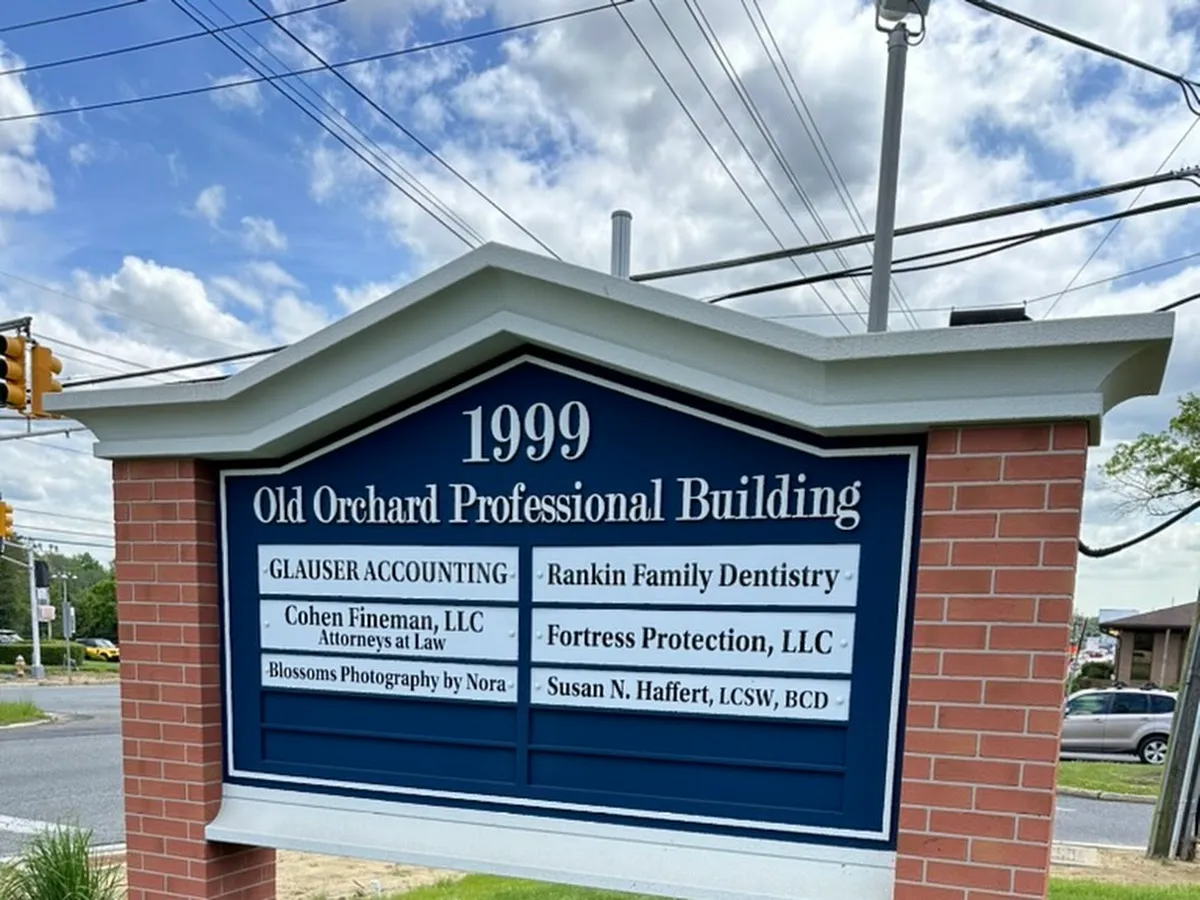 1999
Old Orchard Professional Building
GLAUSER ACCOUNTING
Cohen Fineman, LLC
Attorneys at Law
Blossoms Photography by Nora
Rankin Family Dentistry
Fortress Protection, LLC
Susan N. Haffert, LCSW, BCD